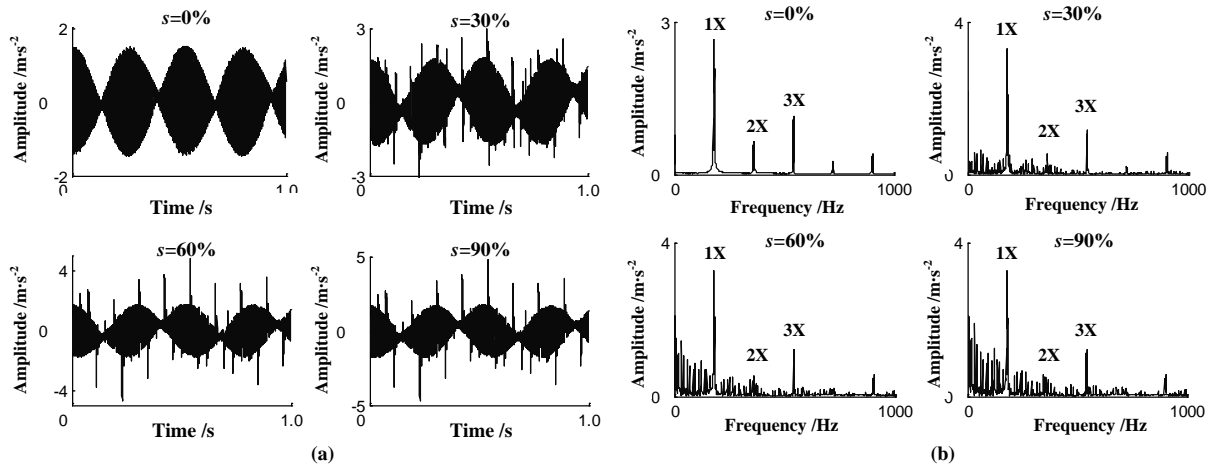 s=0%
Amplitude /m·s-2
2
0
-2
0
1.0
Time /s
s=30%
Amplitude /m·s-2
3
0
-3
0
1.0
Time /s
s=0%
Amplitude /m·s-2
3
0
1X
2X
3X
0
1000
Frequency /Hz
s=30%
Amplitude /m·s-2
4
0
1X
2X
3X
0
1000
Frequency /Hz
s=60%
Amplitude /m·s-2
4
0
-4
0
1.0
Time /s
s=90%
Amplitude /m·s-2
5
0
-5
0
1.0
Time /s
s=60%
Amplitude /m·s-2
4
0
1X
2X
3X
0
1000
Frequency /Hz
s=90%
Amplitude /m·s-2
4
0
1X
2X
3X
0
1000
Frequency /Hz
(a)
(b)